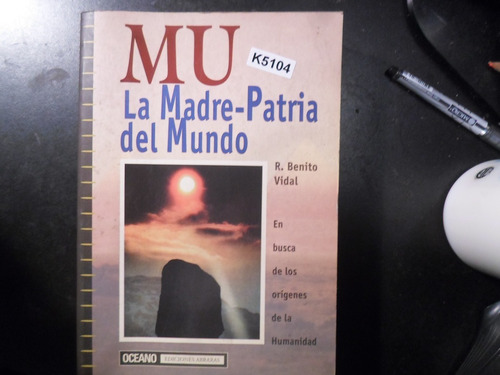 MU
K5104
La Madre-Patria
del Mundo
R. Benito
Vidal
En
busca
de los
orígenes
de la
Humanidad
OCEANO EDICIONES ABRAXAS